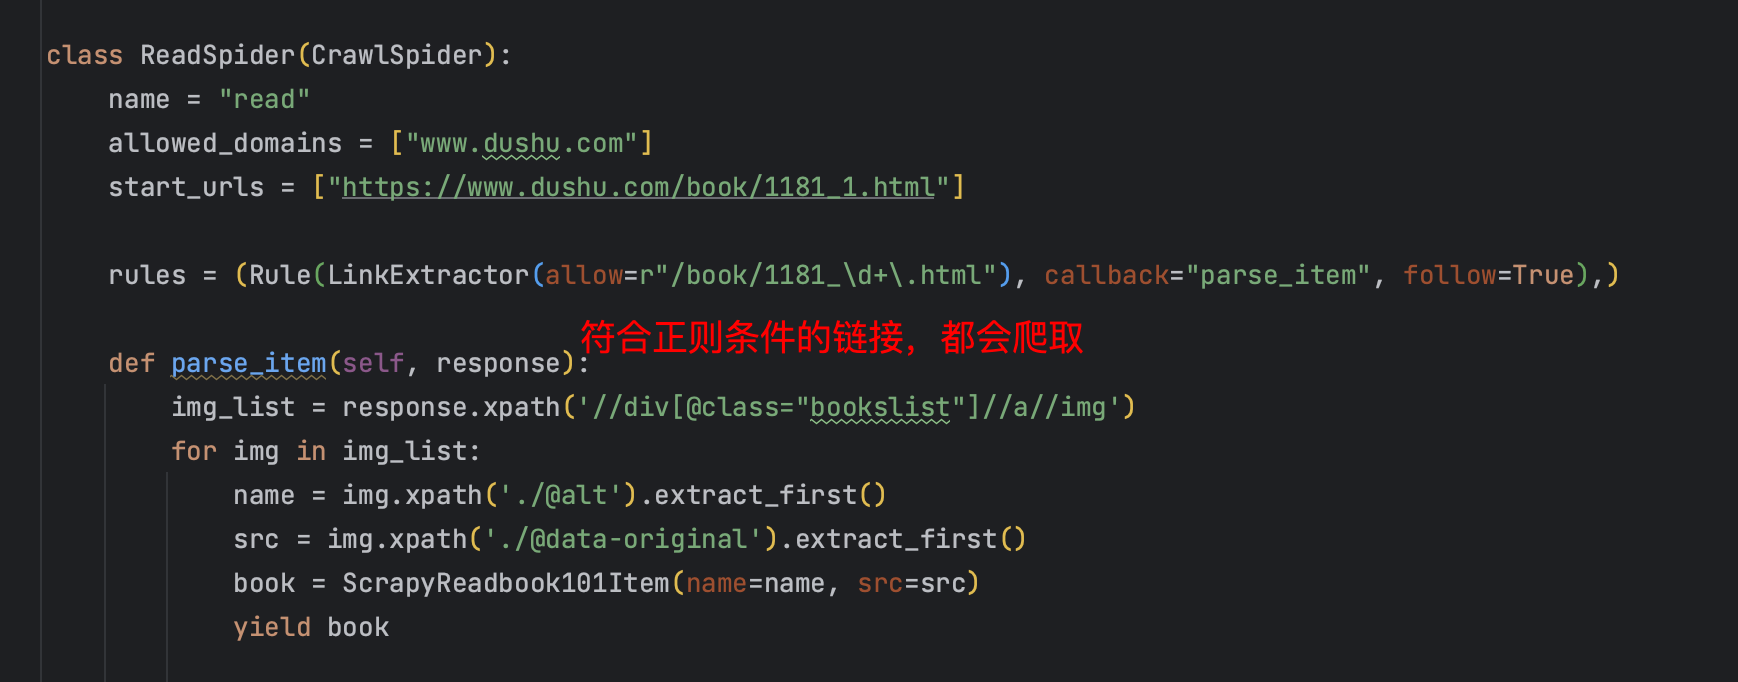 class ReadSpider(CrawlSpider):
    name = "read"
    allowed_domains = ["www.dushu.com"]
    start_urls = ["https://www.dushu.com/book/1181_1.html"]
    rules = (Rule(LinkExtractor(allow=r"/book/1181_\d+\.html"), callback="parse_item", follow=True),)
符合正则条件的链接，都会爬取
    def parse_item(self, response):
        img_list = response.xpath('//div[@class="bookslist"]//a//img')
        for img in img_list:
            name = img.xpath('./@alt').extract_first()
            src = img.xpath('./@data-original').extract_first()
            book = ScrapyReadbook101Item(name=name, src=src)
            yield book